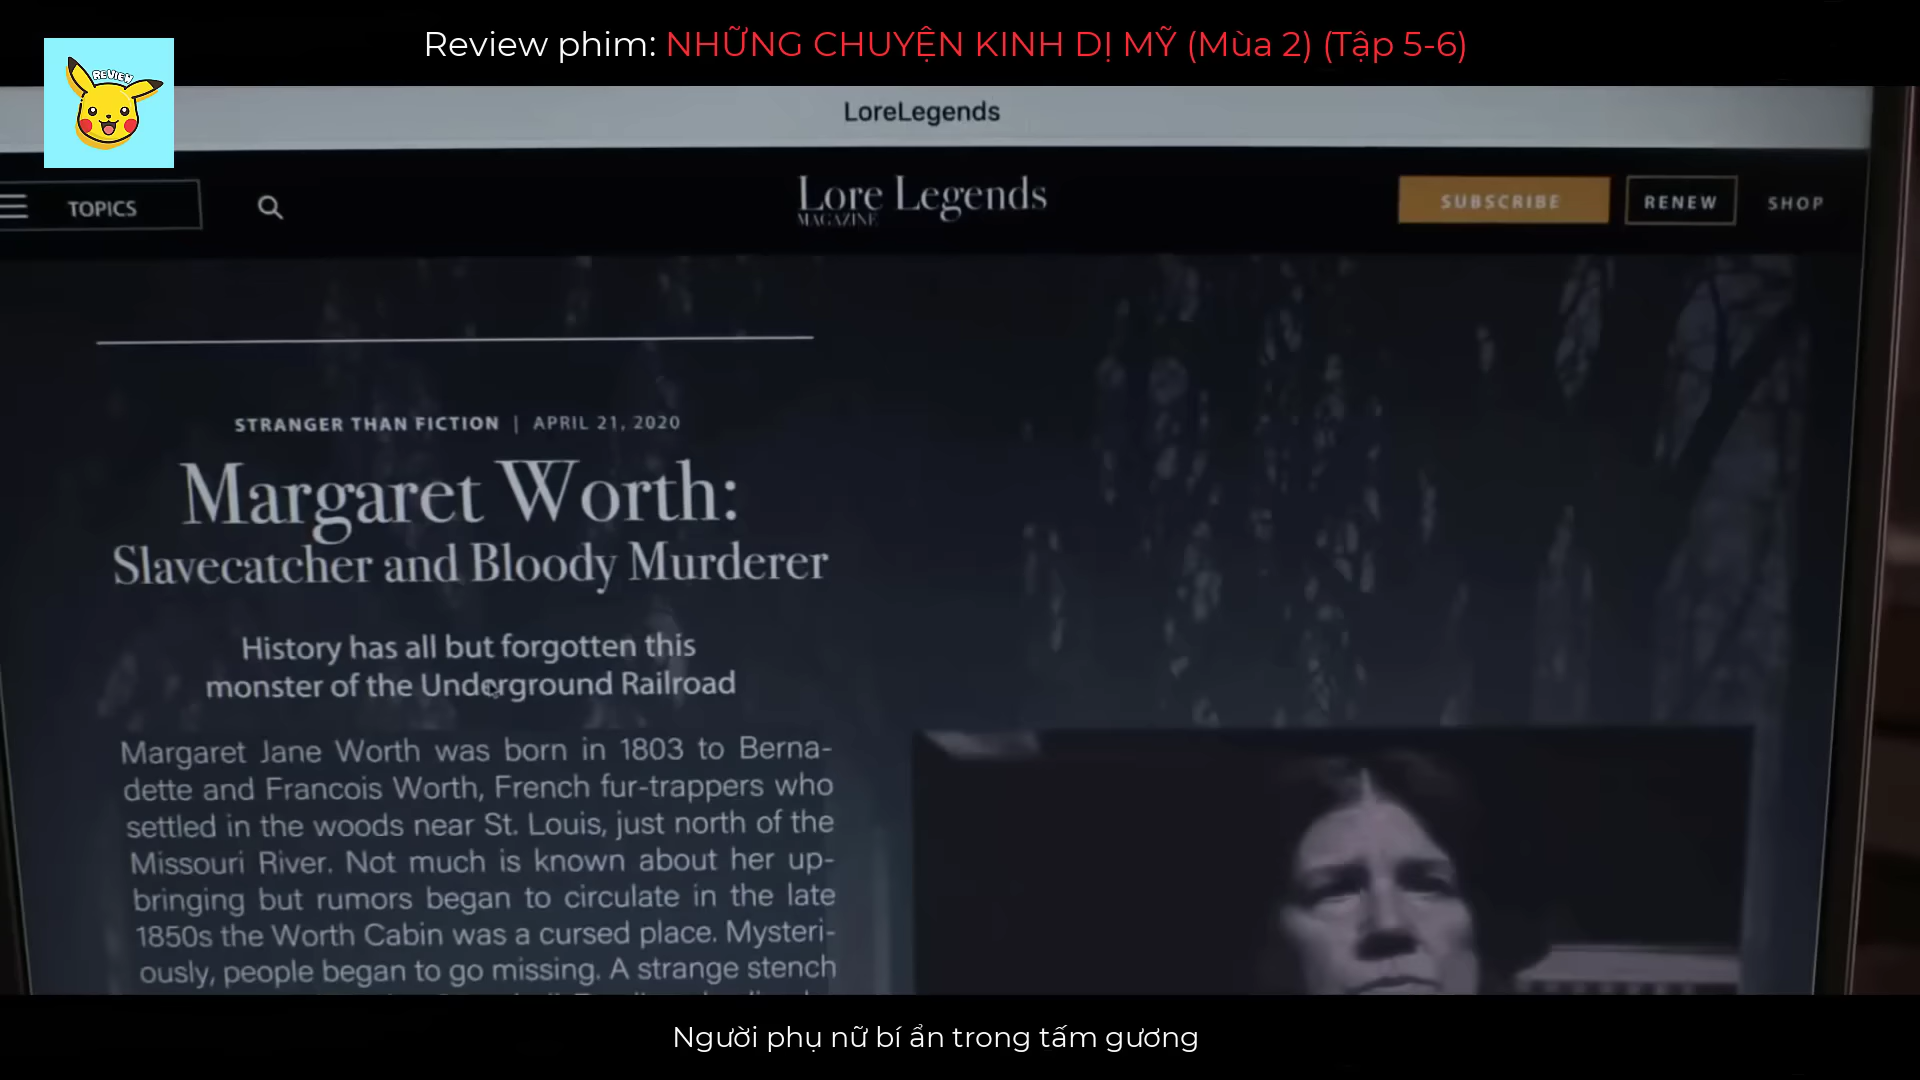 Review phim: NHỮNG CHUYỆN KINH DỊ MỸ (Mùa 2) (Tập 5-6)
REVIEW
LoreLegends
TOPICS
Lore Legends
MAGAZINE
SUBSCRIBE
RENEW
SHOP
STRANGER THAN FICTION | APRIL 21, 2020
Margaret Worth:
Slavecatcher and Bloody Murderer
History has all but forgotten this
monster of the Underground Railroad
Margaret Jane Worth was born in 1803 to Berna-
dette and Francois Worth, French fur-trappers who
settled in the woods near St. Louis, just north of the
Missouri River. Not much is known about her up-
bringing but rumors began to circulate in the late
1850s the Worth Cabin was a cursed place. Mysteri-
ously, people began to go missing. A strange stench
Người phụ nữ bí ẩn trong tấm gương